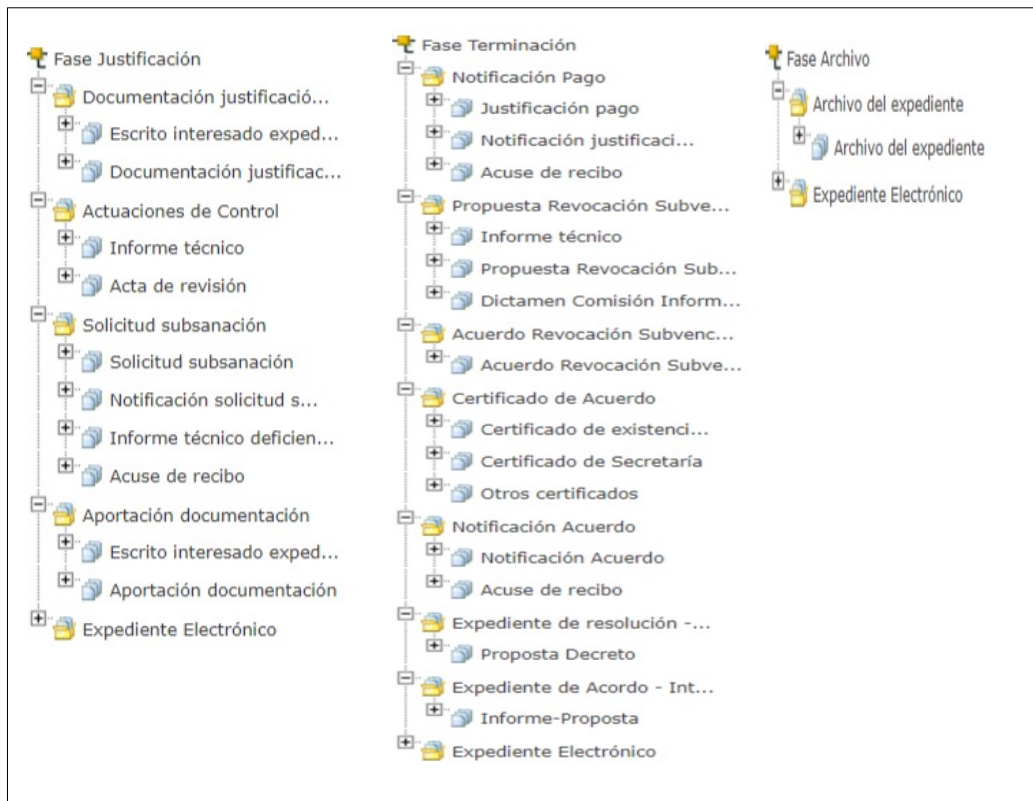 Fase Justificación
Documentación justificació...
Escrito interesado exped...
Documentación justificac...
Actuaciones de Control
Informe técnico
Acta de revisión
Solicitud subsanación
Solicitud subsanación
Notificación solicitud s...
Informe técnico deficien...
Acuse de recibo
Aportación documentación
Escrito interesado exped...
Aportación documentación
Expediente Electrónico
Fase Terminación
Notificación Pago
Justificación pago
Notificación justificaci...
Acuse de recibo
Propuesta Revocación Subve...
Informe técnico
Propuesta Revocación Sub...
Dictamen Comisión Inform...
Acuerdo Revocación Subvenc...
Acuerdo Revocación Subve...
Certificado de Acuerdo
Certificado de existenci...
Certificado de Secretaría
Otros certificados
Notificación Acuerdo
Notificación Acuerdo
Acuse de recibo
Expediente de resolución -...
Proposta Decreto
Expediente de Acordo - Int...
Informe-Proposta
Expediente Electrónico
Fase Archivo
Archivo del expediente
Archivo del expediente
Expediente Electrónico